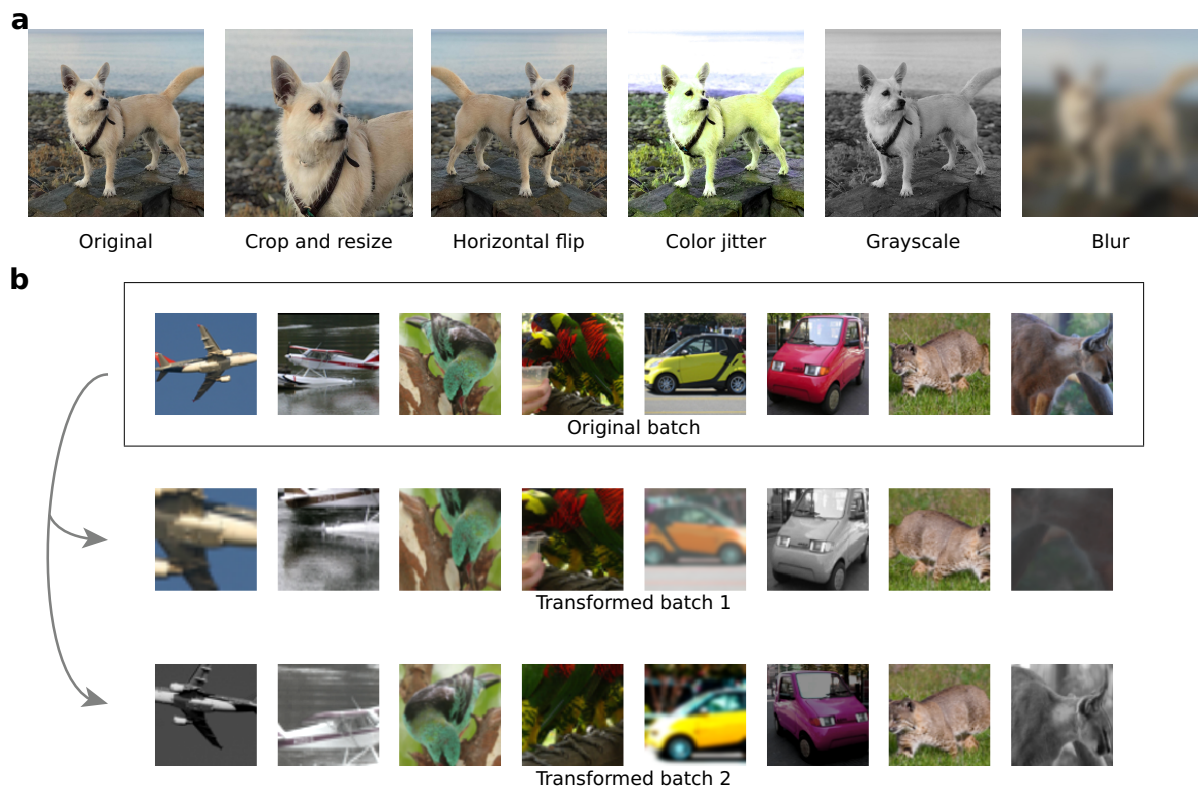 a
Original
Crop and resize
Horizontal flip
Color jitter
Grayscale
Blur
b
Original batch
Transformed batch 1
Transformed batch 2